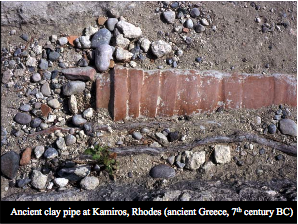 Ancient clay pipe at Kamiros, Rhodes (ancient Greece, 7th century BC)